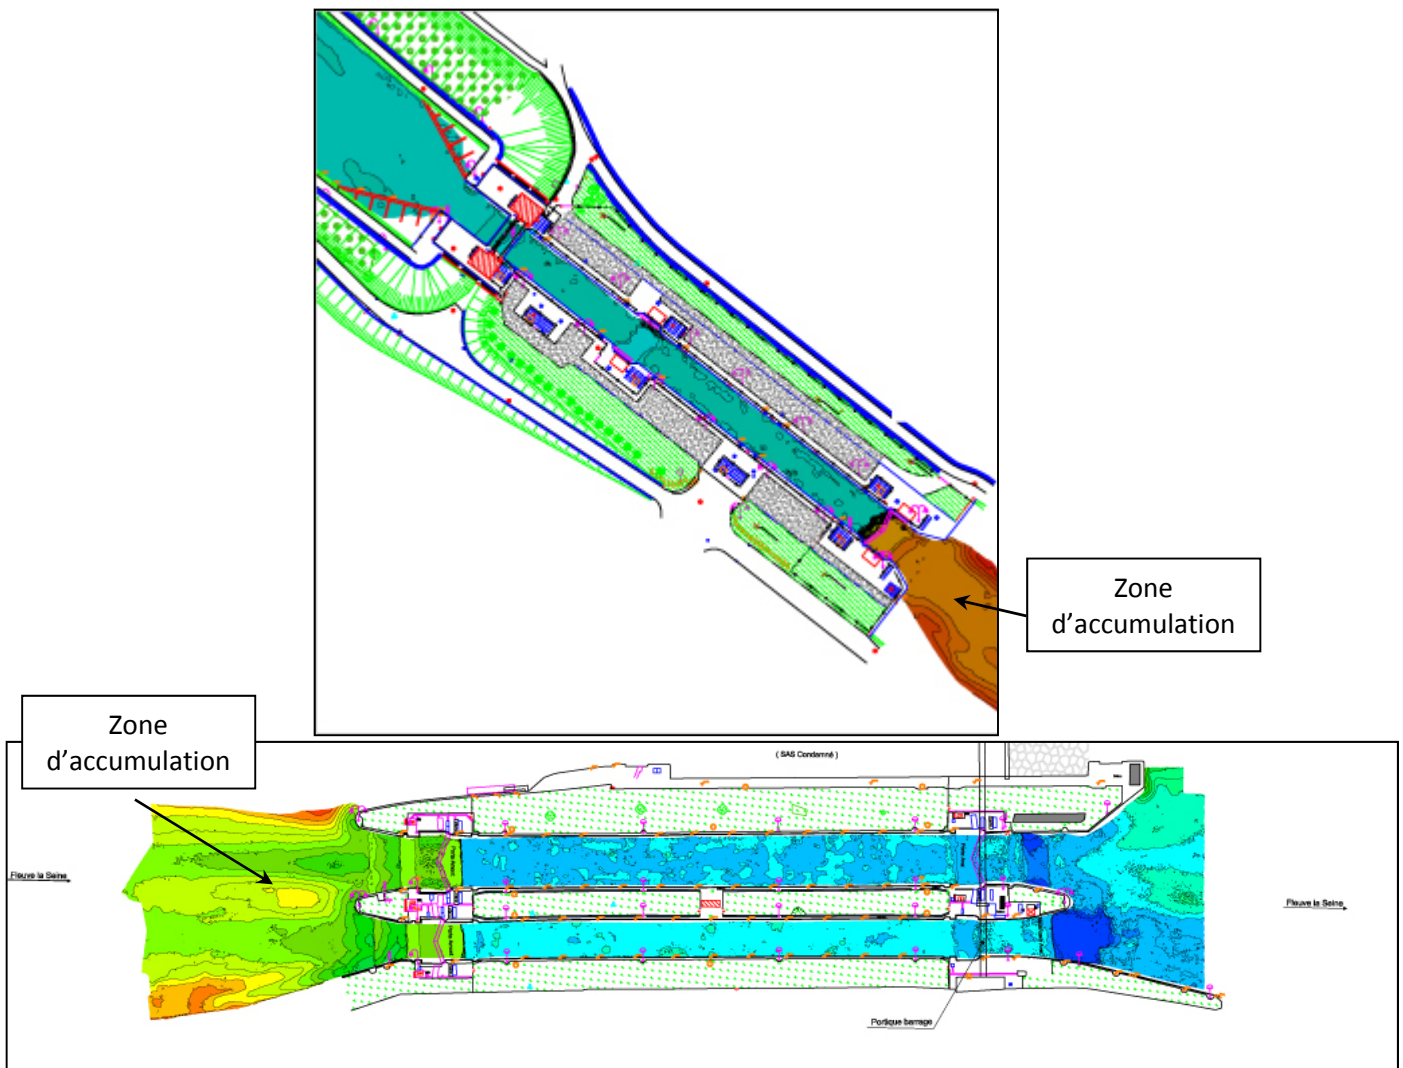 Zone
d'accumulation
Zone
d'accumulation
( SAS Condamné )
Fleuve la Seine
Fleuve la Seine
Portique barrage